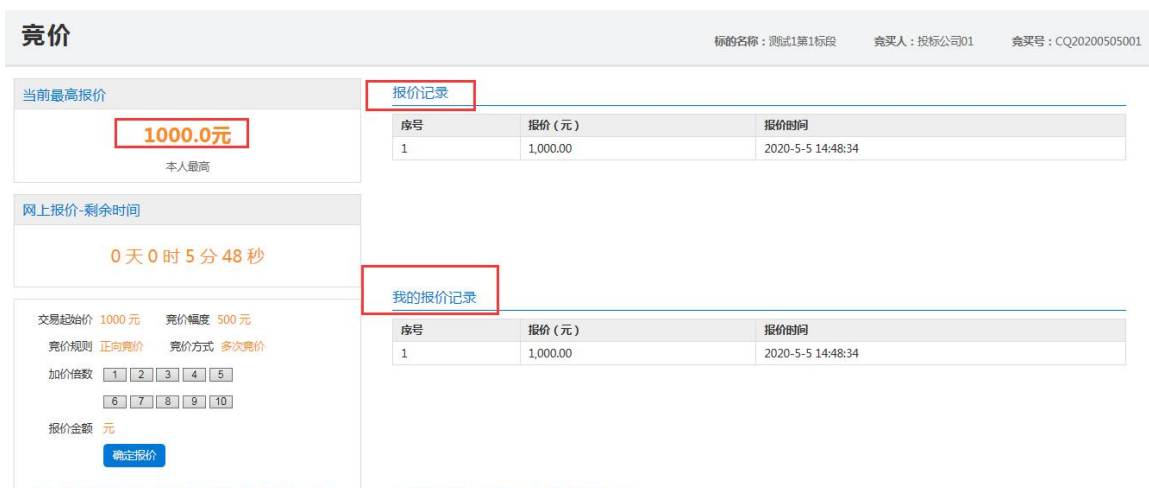 竞价
标的名称：测试1第1标段 竞买人：投标公司01 竞买号：CQ20200505001
当前最高报价
1000.0元
本人最高
网上报价-剩余时间
0 天 0 时 5 分 48 秒
交易起始价 1000 元 竞价幅度 500 元
竞价规则 正向竞价 竞价方式 多次竞价
加价倍数 1 2 3 4 5
6 7 8 9 10
报价金额 元
确定报价
报价记录
序号 报价（元） 报价时间
1 1,000.00 2020-5-5 14:48:34
我的报价记录
序号 报价（元） 报价时间
1 1,000.00 2020-5-5 14:48:34